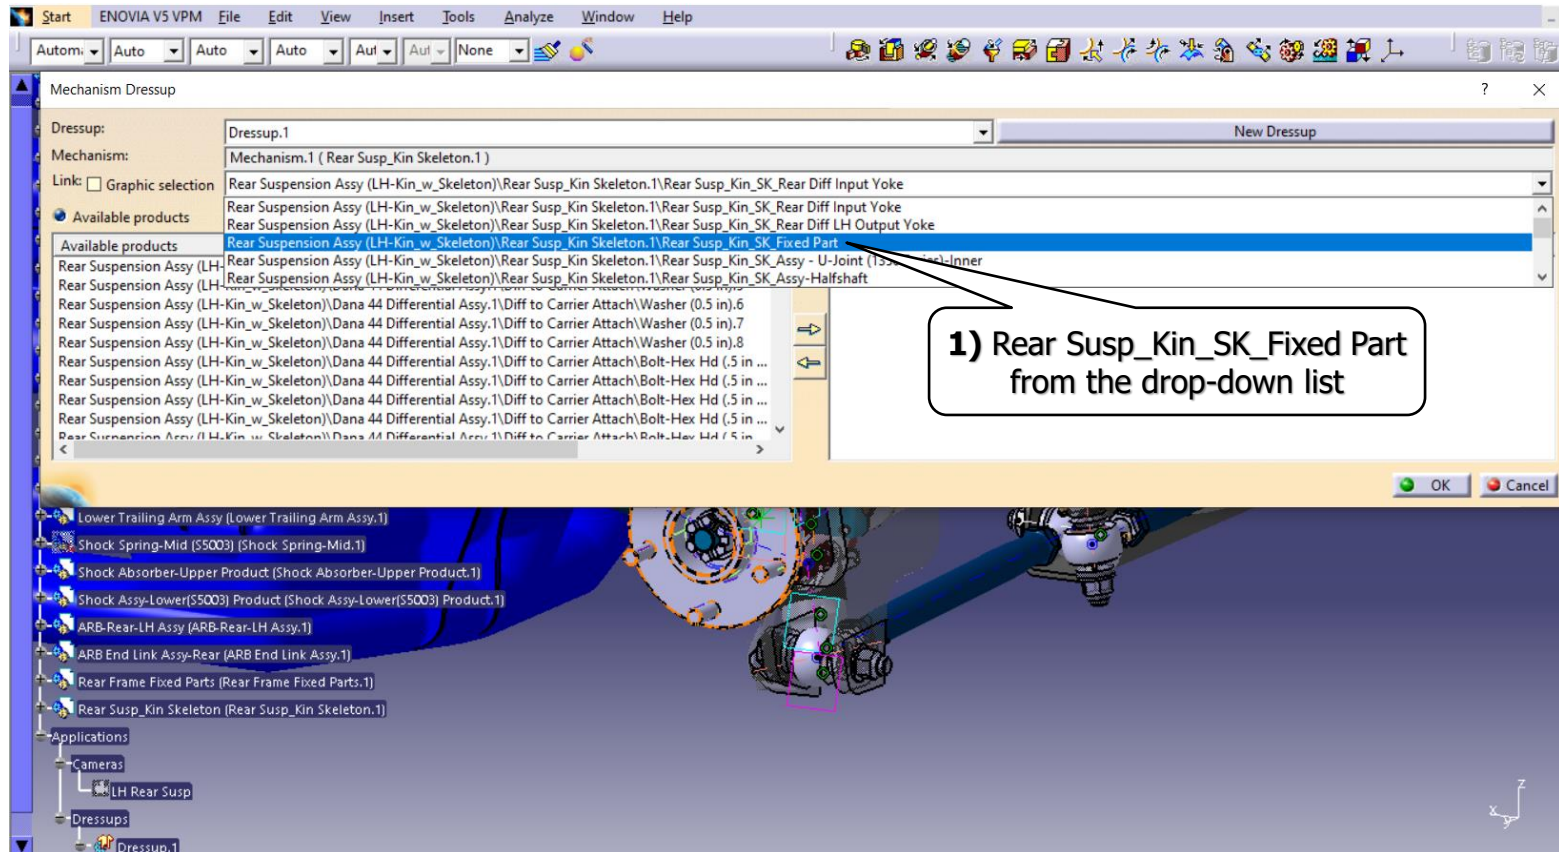 Start ENOVIA V5 VPM File Edit View Insert Tools Analyze Window Help
Auto Auto Auto None
Mechanism Dressup ?
Dressup: Dressup.1 New Dressup
Mechanism: Mechanism.1 ( Rear Susp_Kin Skeleton.1 )
Link: Graphic selection Rear Suspension Assy (LH-Kin_w_Skeleton)\Rear Susp_Kin Skeleton.1\Rear Susp_Kin_SK_Rear Diff Input Yoke
Rear Suspension Assy (LH-Kin_w_Skeleton)\Rear Susp_Kin Skeleton.1\Rear Susp_Kin_SK_Rear Diff Input Yoke
Available products
Rear Suspension Assy (LH-Kin_w_Skeleton)\Rear Susp_Kin Skeleton.1\Rear Susp_Kin_SK_Rear Diff LH Output Yoke
Available products
Rear Suspension Assy (LH-Kin_w_Skeleton)\Rear Susp_Kin Skeleton.1\Rear Susp_Kin_SK_Fixed Part
Rear Suspension Assy (LH-
Rear Suspension Assy (LH-Kin_w_Skeleton)\Rear Susp_Kin Skeleton.1\Rear Susp_Kin_SK_Assy - U-Joint
Rear Suspension Assy (LH-
Rear Suspension Assy (LH-Kin_w_Skeleton)\Rear Susp_Kin Skeleton.1\Rear Susp_Kin_SK_Assy-Halfshaft
Rear Suspension Assy (LH-Kin_w_Skeleton)\Dana 44 Differential Assy.1\Diff to Carrier Attach\Washer (0.5 in).6
Rear Suspension Assy (LH-Kin_w_Skeleton)\Dana 44 Differential Assy.1\Diff to Carrier Attach\Washer (0.5 in).7
Rear Suspension Assy (LH-Kin_w_Skeleton)\Dana 44 Differential Assy.1\Diff to Carrier Attach\Washer (0.5 in).8
Rear Suspension Assy (LH-Kin_w_Skeleton)\Dana 44 Differential Assy.1\Diff to Carrier Attach\Bolt-Hex Hd (.5 in ...
Rear Suspension Assy (LH-Kin_w_Skeleton)\Dana 44 Differential Assy.1\Diff to Carrier Attach\Bolt-Hex Hd (.5 in ...
Rear Suspension Assy (LH-Kin_w_Skeleton)\Dana 44 Differential Assy.1\Diff to Carrier Attach\Bolt-Hex Hd (.5 in ...
Rear Suspension Assy (LH-Kin_w_Skeleton)\Dana 44 Differential Assy.1\Diff to Carrier Attach\Bolt-Hex Hd (.5 in ...
1) Rear Susp_Kin_SK_Fixed Part
from the drop-down list
OK Cancel
Lower Trailing Arm Assy (Lower Trailing Arm Assy.1)
Shock Spring-Mid (S5003) (Shock Spring-Mid.1)
Shock Absorber-Upper Product (Shock Absorber-Upper Product.1)
Shock Assy-Lower(S5003) Product (Shock Assy-Lower(S5003) Product.1)
ARB-Rear-LH Assy (ARB-Rear-LH Assy.1)
ARB End Link Assy-Rear (ARB End Link Assy.1)
Rear Frame Fixed Parts (Rear Frame Fixed Parts.1)
Rear Susp_Kin Skeleton (Rear Susp_Kin Skeleton.1)
Applications
Cameras
LH Rear Susp
Dressups
Dressup.1
z
x
y